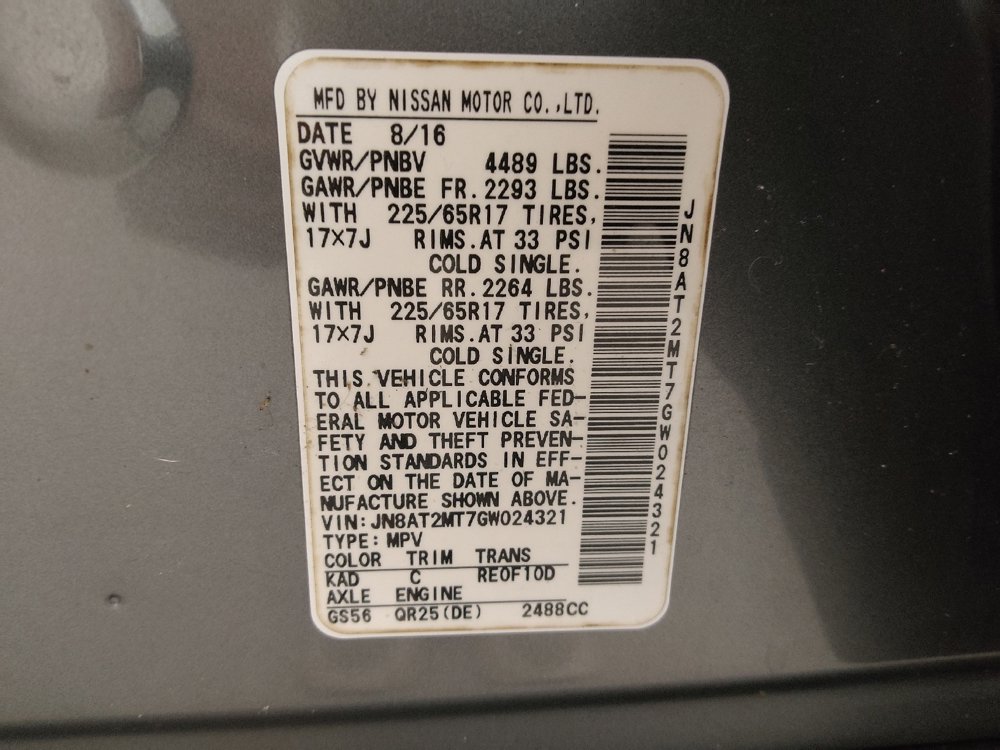 MFD BY NISSAN MOTOR CO.,LTD.
DATE 8/16
GVWR/PNBV 4489 LBS.
GAWR/PNBE FR.2293 LBS.
WITH 225/65R17 TIRES,
17×7J RIMS.AT 33 PSI
COLD SINGLE.
GAWR/PNBE RR.2264 LBS.
WITH 225/65R17 TIRES,
17×7J RIMS.AT 33 PSI
COLD SINGLE.
THIS VEHICLE CONFORMS
TO ALL APPLICABLE FED-
ERAL MOTOR VEHICLE SA-
FETY AND THEFT PREVEN-
TION STANDARDS IN EFF-
ECT ON THE DATE OF MA-
NUFACTURE SHOWN ABOVE.
VIN:JN8AT2MT7GW024321
TYPE:MPV
COLOR TRIM TRANS
KAD C RE0F10D
AXLE ENGINE
GS56 QR25(DE) 2488CC
JN8AT2MT7GW024321